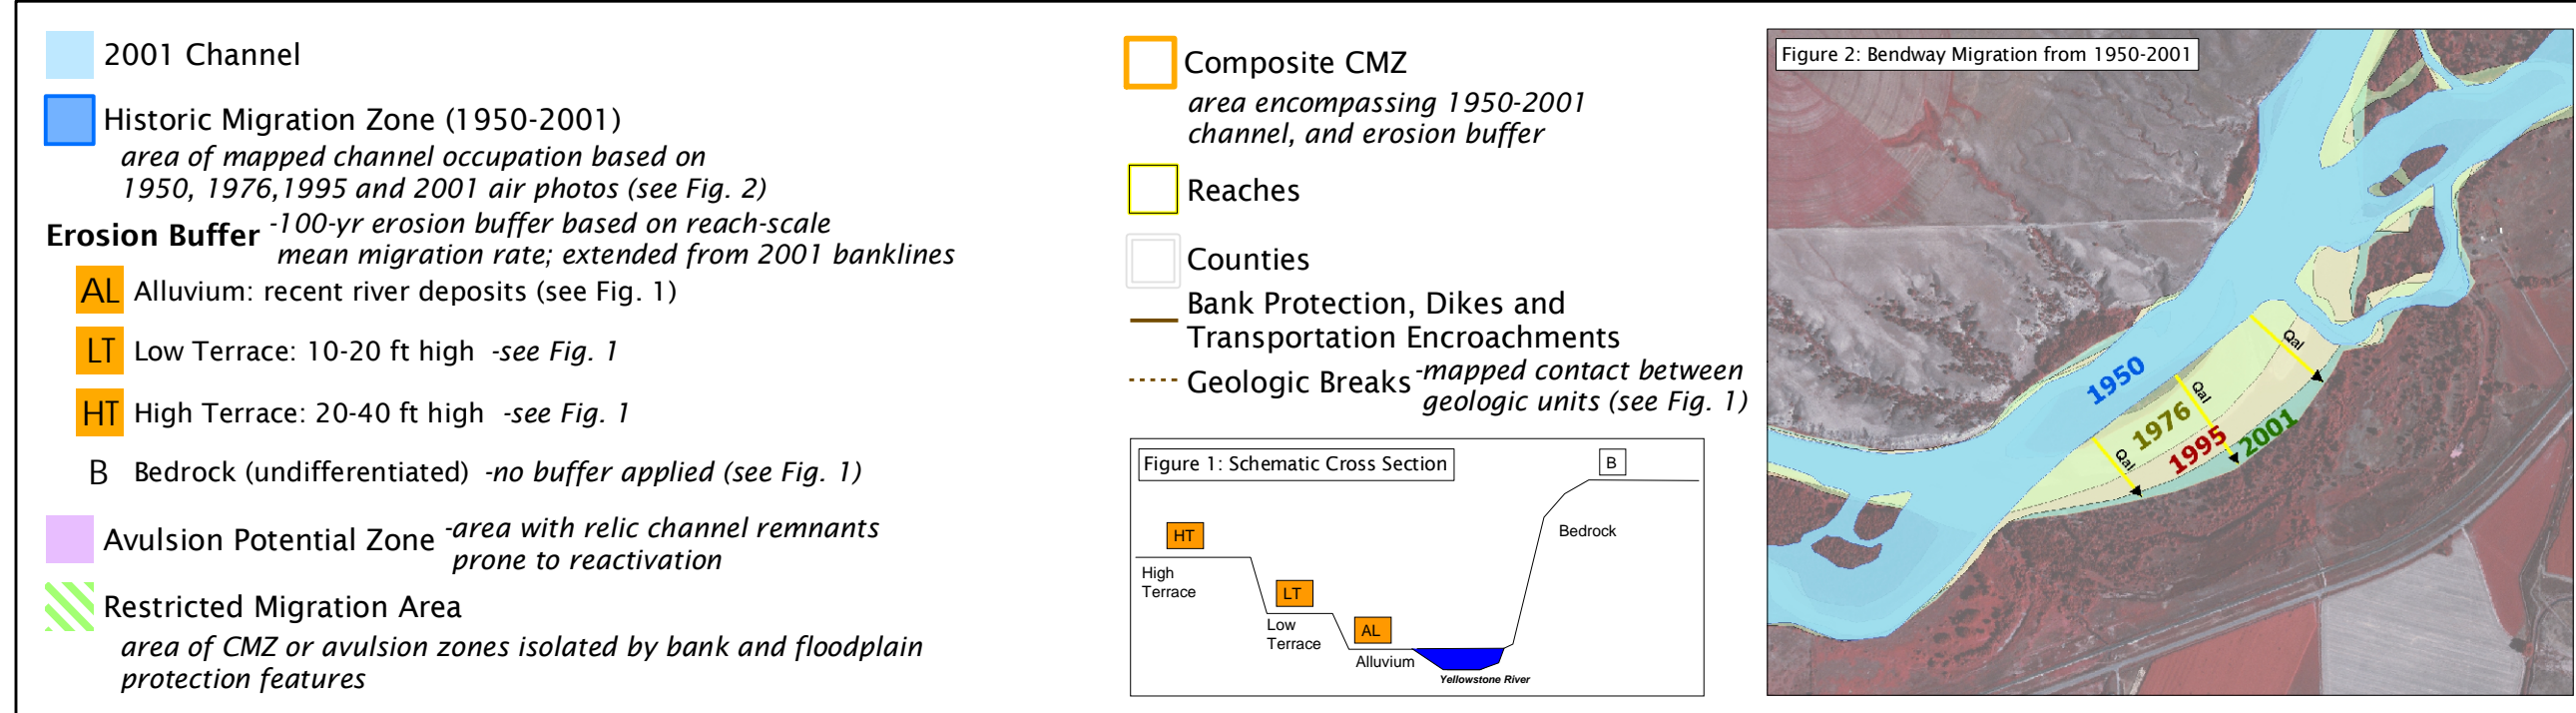 2001 Channel
Historic Migration Zone (1950-2001)
area of mapped channel occupation based on
1950, 1976,1995 and 2001 air photos (see Fig. 2)
Erosion Buffer -100-yr erosion buffer based on reach-scale
mean migration rate; extended from 2001 banklines
AL Alluvium: recent river deposits (see Fig. 1)
LT Low Terrace: 10-20 ft high -see Fig. 1
HT High Terrace: 20-40 ft high -see Fig. 1
B Bedrock (undifferentiated) -no buffer applied (see Fig. 1)
Avulsion Potential Zone -area with relic channel remnants
prone to reactivation
Restricted Migration Area
area of CMZ or avulsion zones isolated by bank and floodplain
protection features
Composite CMZ
area encompassing 1950-2001
channel, and erosion buffer
Reaches
Counties
Bank Protection, Dikes and
Transportation Encroachments
Geologic Breaks -mapped contact between
geologic units (see Fig. 1)
Figure 1: Schematic Cross Section
B
Bedrock
HT
High
Terrace
LT
Low
Terrace
AL
Alluvium
Yellowstone River
Figure 2: Bendway Migration from 1950-2001
Qal
1950
Qal
1976
Qal
1995
2001